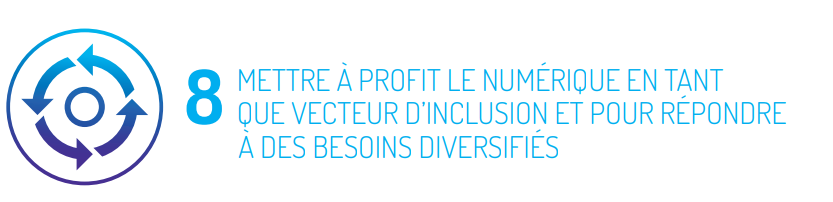 8
METTRE À PROFIT LE NUMÉRIQUE EN TANT
QUE VECTEUR D'INCLUSION ET POUR RÉPONDRE
À DES BESOINS DIVERSIFIÉS